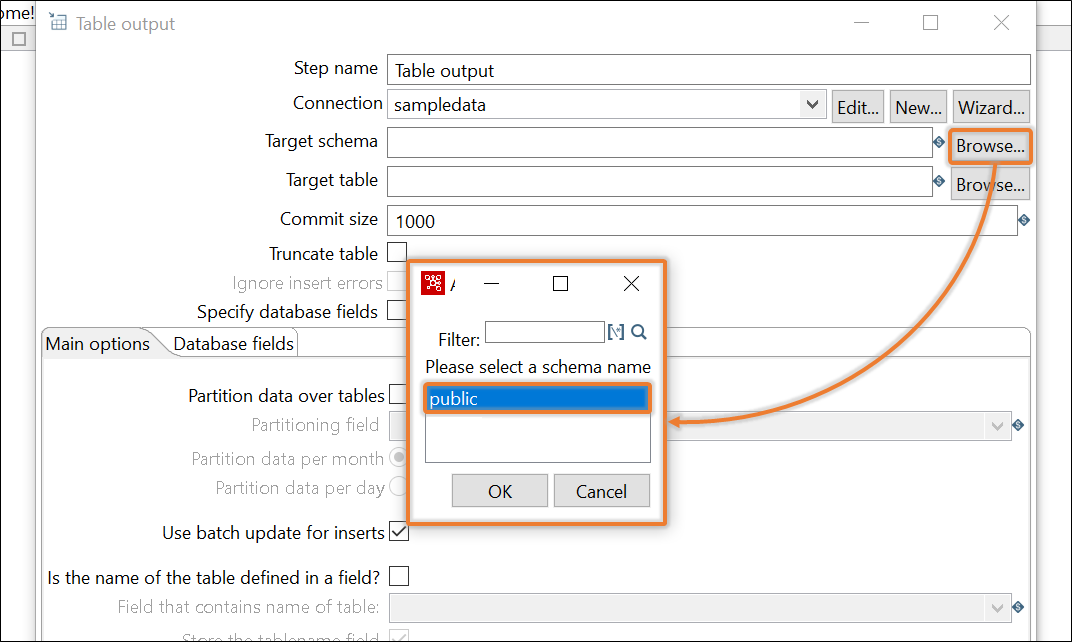 ome!
Table output
Step name Table output
Connection sampledata Edit... New... Wizard...
Target schema Browse...
Target table Browse...
Commit size 1000
Truncate table
Ignore insert errors
Specify database fields
Main options Database fields
Filter:
Please select a schema name
public
OK Cancel
Partition data over tables
Partitioning field
Partition data per month
Partition data per day
Use batch update for inserts
Is the name of the table defined in a field?
Field that contains name of table:
Store the tablename field